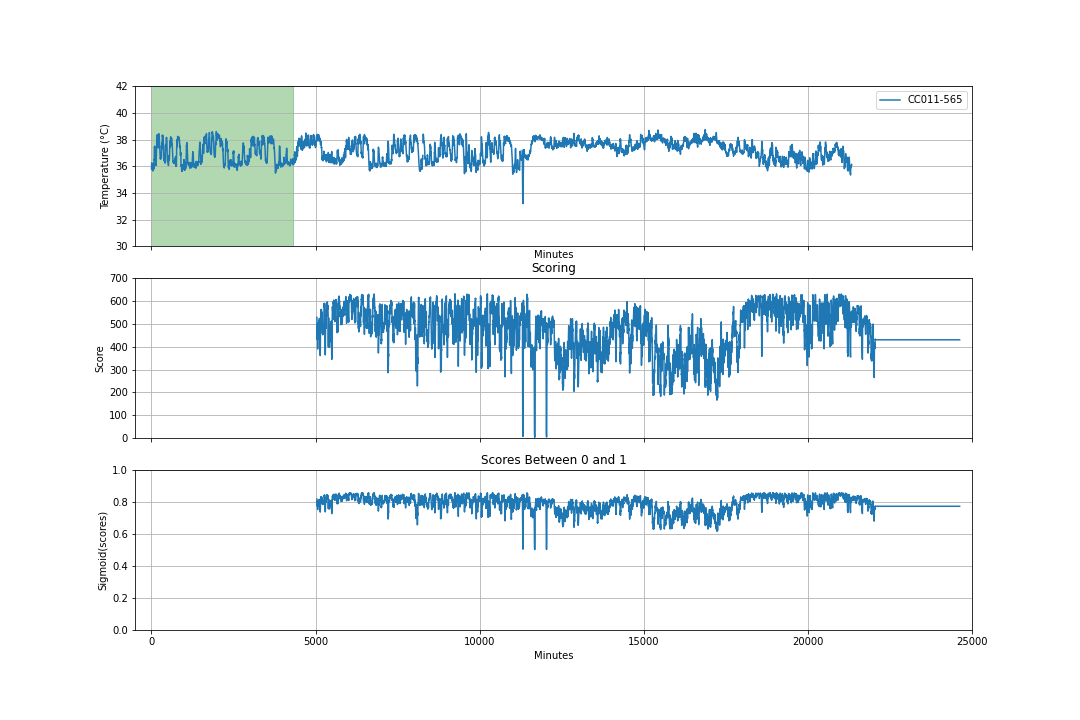 42
40
38
36
34
32
30
Temperature (°C)
CC011-565
Minutes
Scoring
700
600
500
400
300
200
100
0
Score
Scores Between 0 and 1
1.0
0.8
0.6
0.4
0.2
0.0
Sigmoid(scores)
0 5000 10000 15000 20000 25000
Minutes